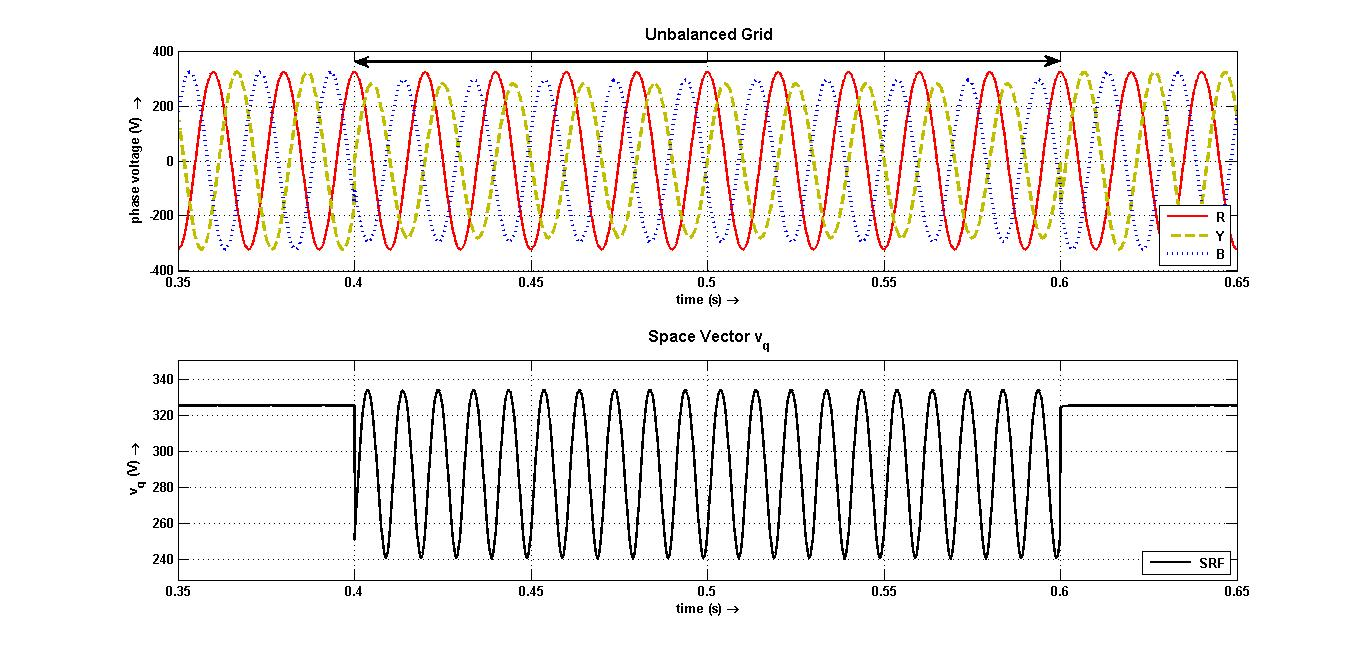 Unbalanced Grid
phase voltage (V) →
400
200
0
-200
-400
R
Y
B
0.35 0.4 0.45 0.5 0.55 0.6 0.65
time (s) →
Space Vector vq
vq (V) →
340
320
300
280
260
240
SRF
0.35 0.4 0.45 0.5 0.55 0.6 0.65
time (s) →